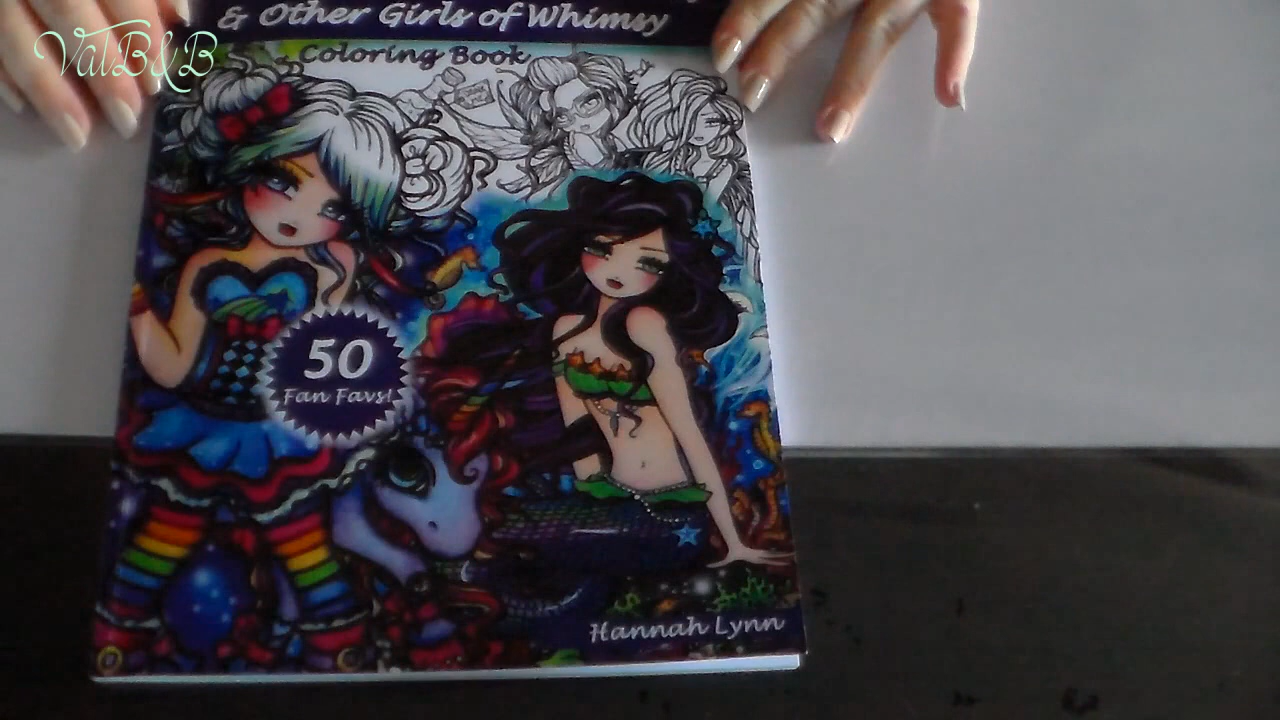 & Other Girls of Whimsy
Coloring Book
ValB&B
50
Fan Favs!
Hannah Lynn